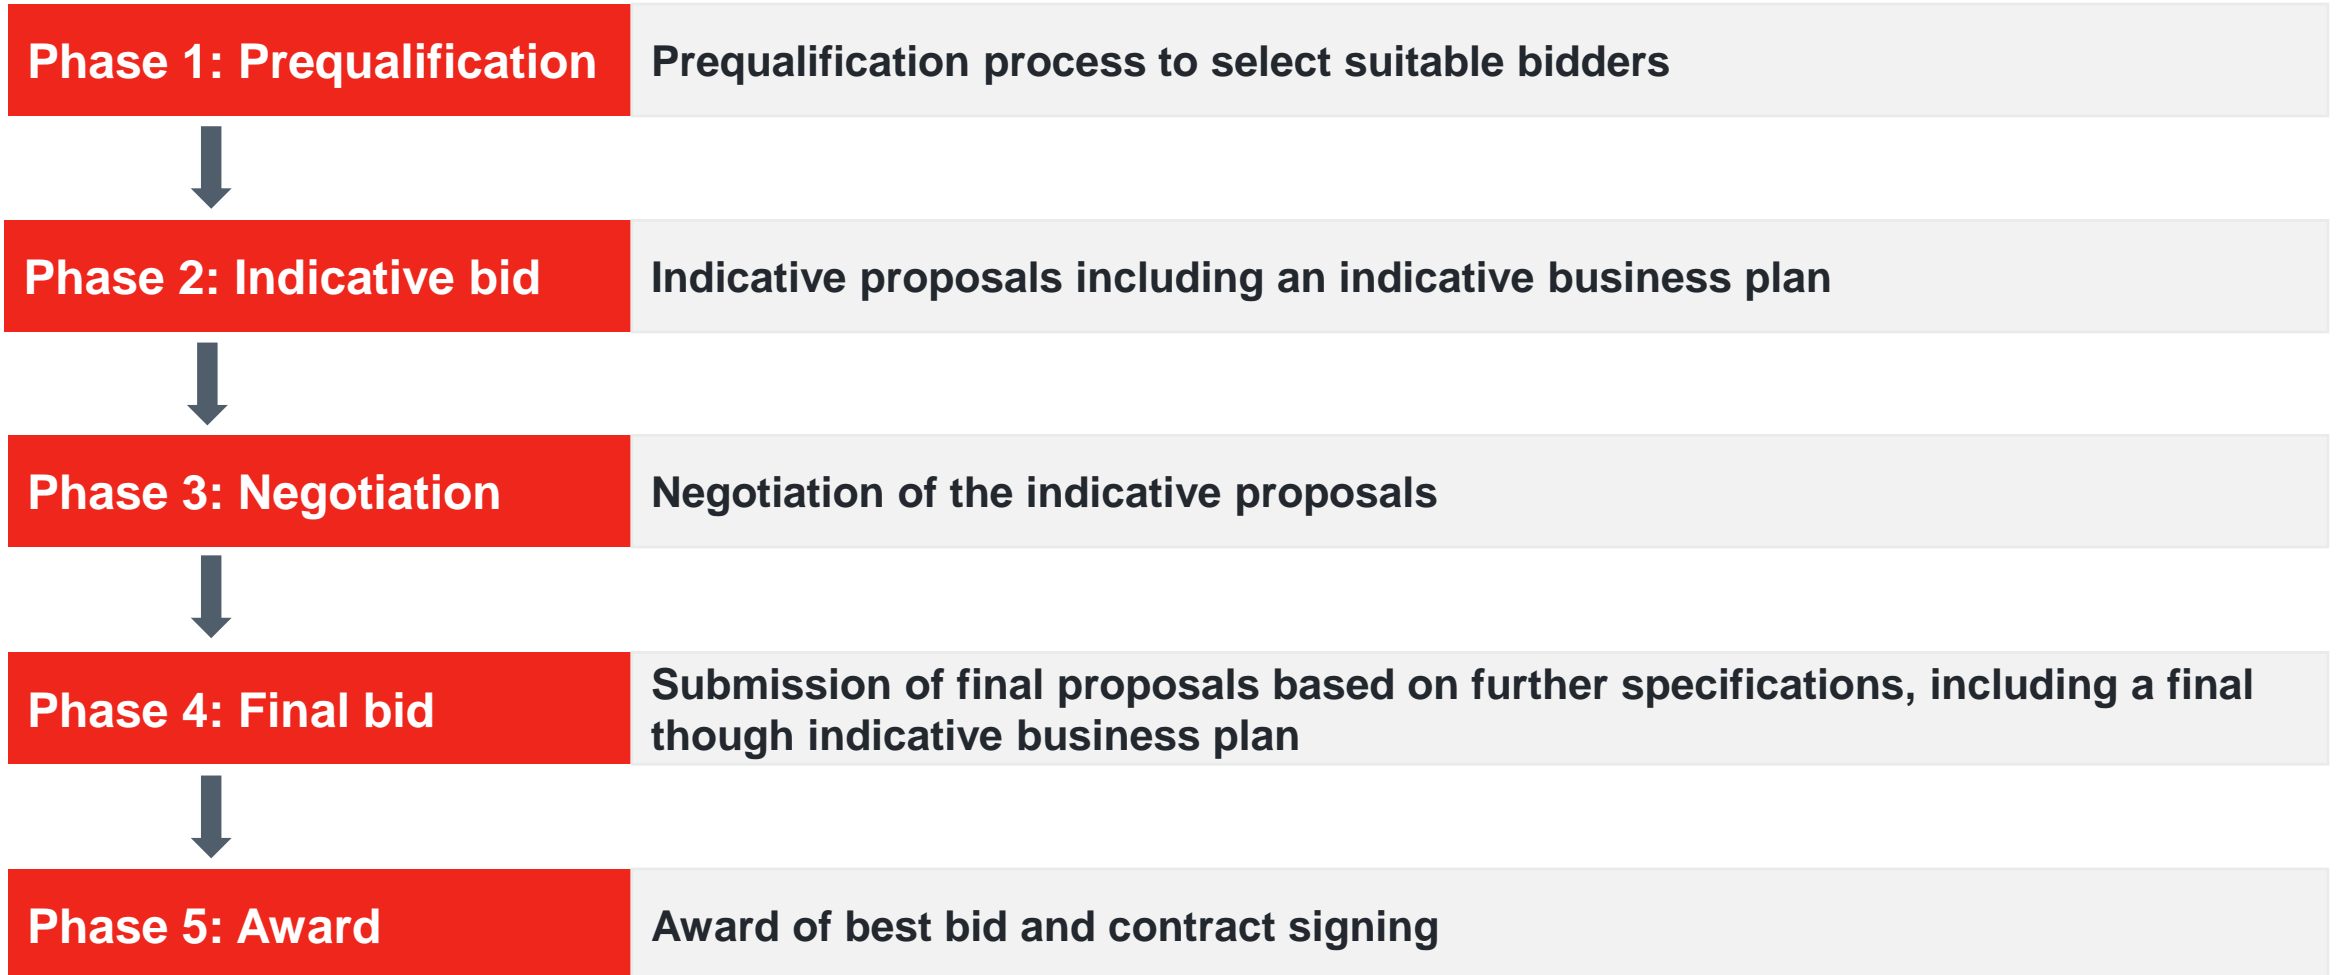 Phase 1: Prequalification
Prequalification process to select suitable bidders
Phase 2: Indicative bid
Indicative proposals including an indicative business plan
Phase 3: Negotiation
Negotiation of the indicative proposals
Phase 4: Final bid
Submission of final proposals based on further specifications, including a final
though indicative business plan
Phase 5: Award
Award of best bid and contract signing